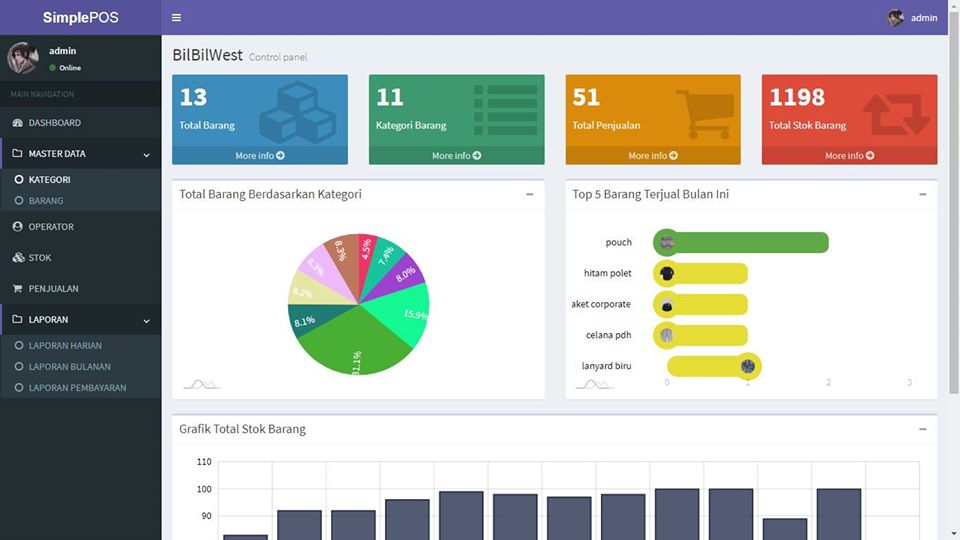 SimplePOS
admin
admin
Online
MAIN NAVIGATION
DASHBOARD
MASTER DATA
KATEGORI
BARANG
OPERATOR
STOK
PENJUALAN
LAPORAN
LAPORAN HARIAN
LAPORAN BULANAN
LAPORAN PEMBAYARAN
BilBilWest Control panel
13
Total Barang
More info
11
Kategori Barang
More info
51
Total Penjualan
More info
1198
Total Stok Barang
More info
Total Barang Berdasarkan Kategori
4.5%
7.4%
8.0%
15.9%
31.1%
8.1%
8.2%
8.3%
8.3%
Top 5 Barang Terjual Bulan Ini
pouch
hitam polet
aket corporate
celana pdh
lanyard biru
0 1 2 3
Grafik Total Stok Barang
110
100
90